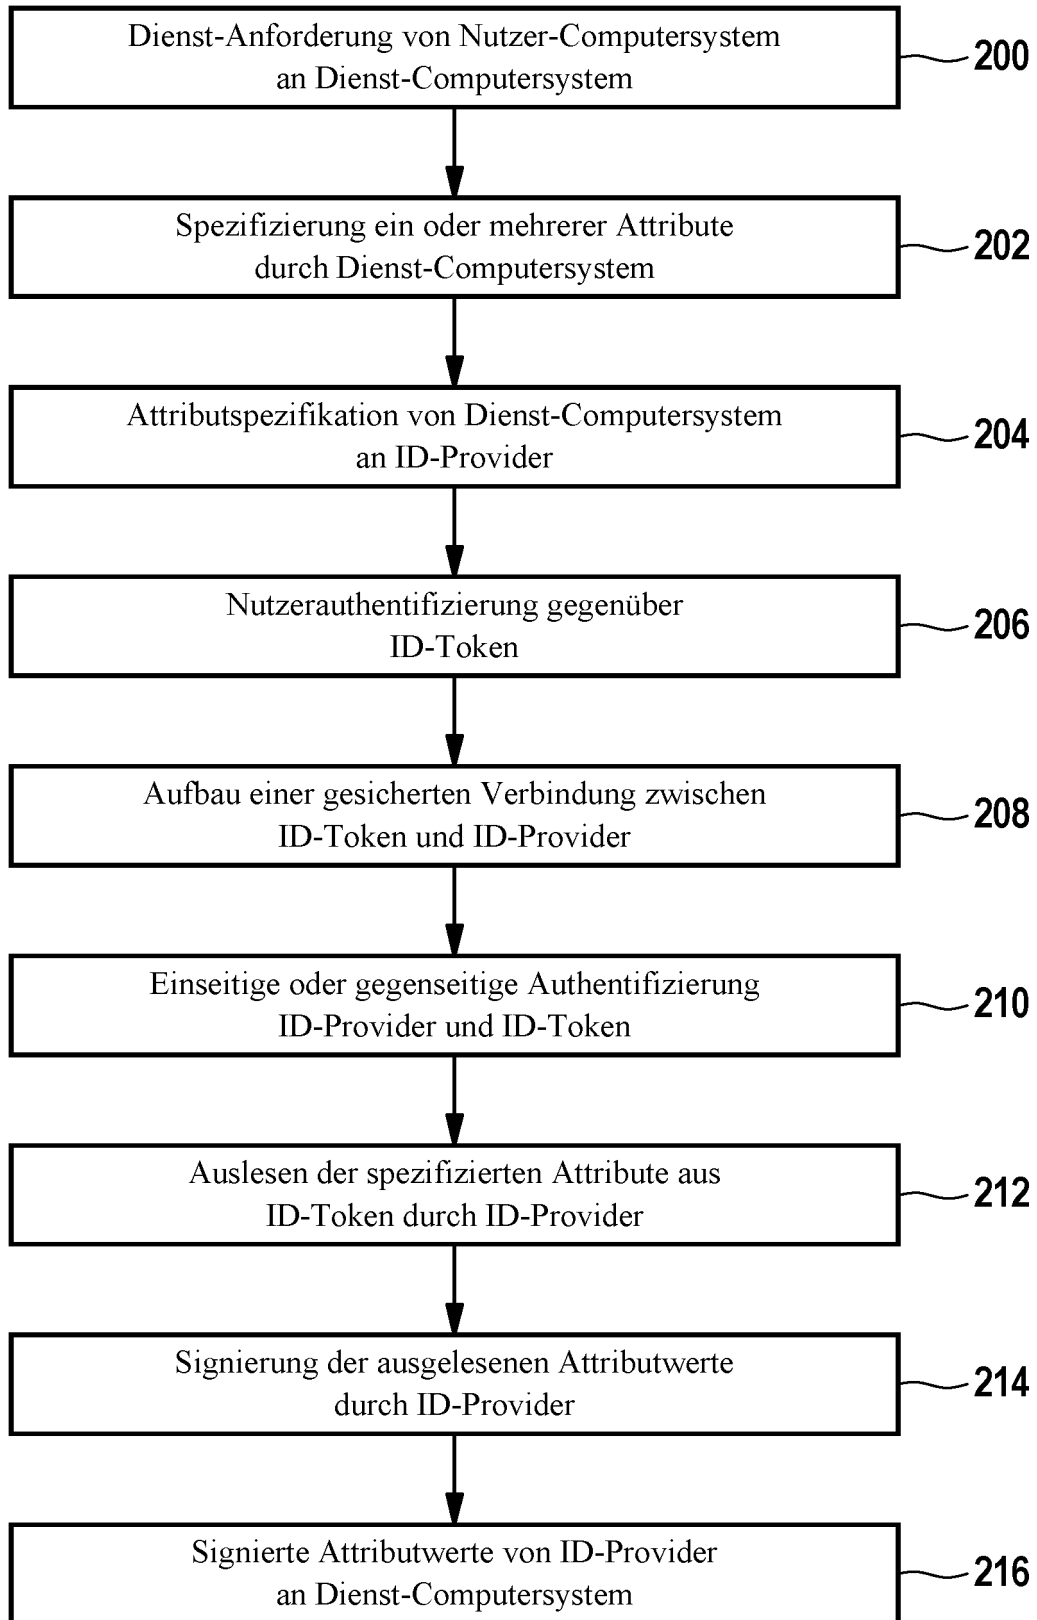 Dienst-Anforderung von Nutzer-Computersystem
an Dienst-Computersystem
200
Spezifizierung ein oder mehrerer Attribute
durch Dienst-Computersystem
202
Attributspezifikation von Dienst-Computersystem
an ID-Provider
204
Nutzerauthentifizierung gegenüber
ID-Token
206
Aufbau einer gesicherten Verbindung zwischen
ID-Token und ID-Provider
208
Einseitige oder gegenseitige Authentifizierung
ID-Provider und ID-Token
210
Auslesen der spezifizierten Attribute aus
ID-Token durch ID-Provider
212
Signierung der ausgelesenen Attributwerte
durch ID-Provider
214
Signierte Attributwerte von ID-Provider
an Dienst-Computersystem
216